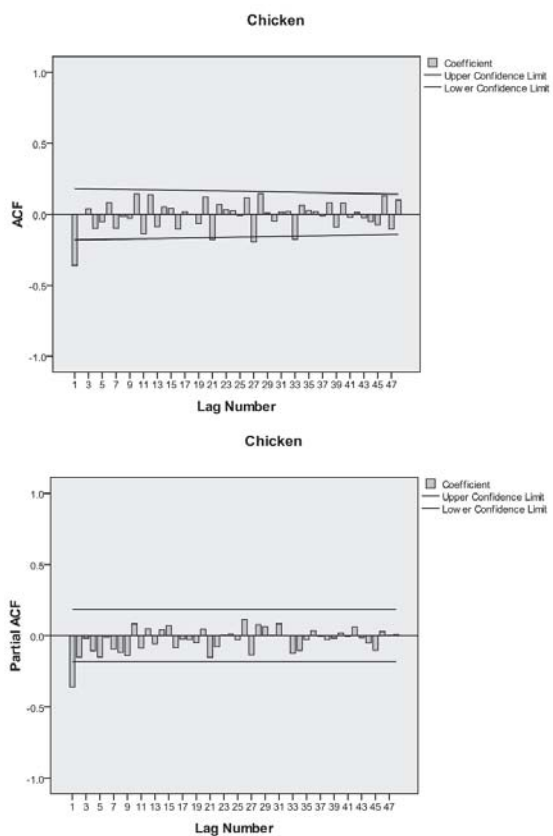 Chicken
Coefficient
Upper Confidence Limit
Lower Confidence Limit
1.0
0.5
0.0
-0.5
-1.0
ACF
1 3 5 7 9 11 13 15 17 19 21 23 25 27 29 31 33 35 37 39 41 43 45 47
Lag Number
Chicken
Coefficient
Upper Confidence Limit
Lower Confidence Limit
1.0
0.5
0.0
-0.5
-1.0
Partial ACF
1 3 5 7 9 11 13 15 17 19 21 23 25 27 29 31 33 35 37 39 41 43 45 47
Lag Number